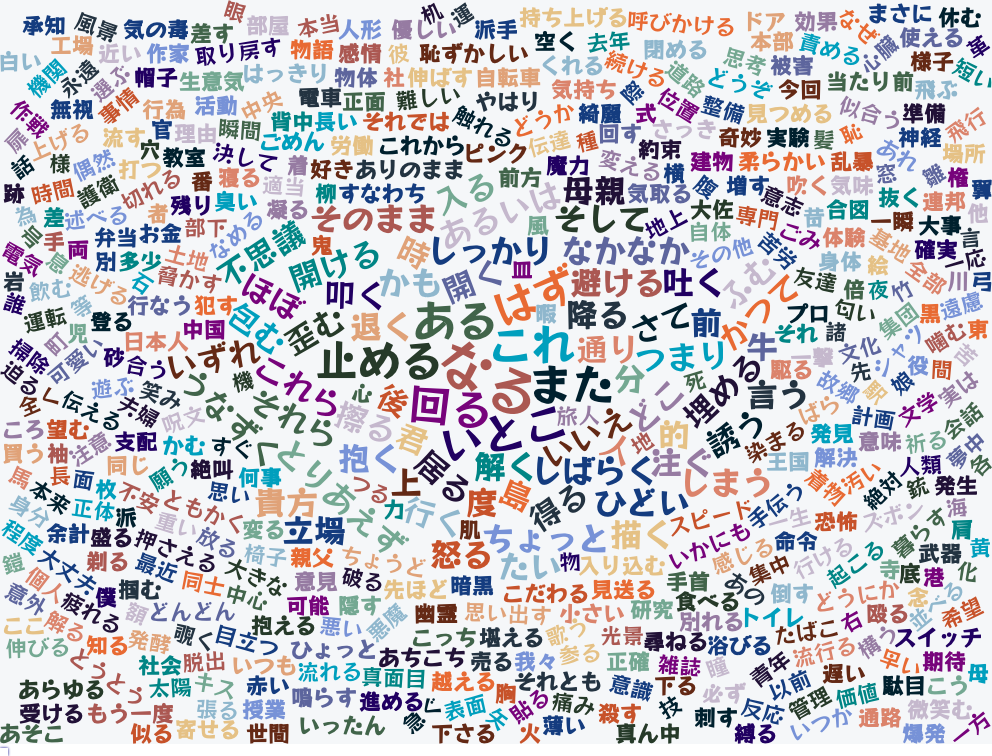 承知 風景 気の毒 差す 眼 部屋 本当 人形 優しい 机 運 派手 持ち上げる 呼びかける ドア 効果 なぜ まさに 休む
白い 工場 近い 作家 取り戻す 物語 感情 彼 恥ずかしい 空く 去年 閉める 本部 責める 心臓 使える 革
機関 永遠 選ぶ 帽子 生意気 はっきり 物体 社 伸ばす 自転車 くれる 続ける 道路 思考 被害 どうぞ 様子 短い
作戦 無視 事情 行為 活動 中央 電車 正面 難しい やはり 気持ち 壁 位置 整備 見つめる 今回 当たり前 飛ぶ 似合う 準備
扉 上げる 流す 官 理由 瞬間 背中 長い それでは 触れる どうか 綺麗 式 さっき 奇妙 実験 髪 恥 神経 飛行
話 様 偶然 打つ 穴 教室 決して ごめん 労働 これから ピンク 伝達 種 回す 約束 建物 柔らかい 乱暴 あれ 場所
跡 時間 護衛 切れる 番 寝る 適当 着 好き ありのまま 前方 魔力 変える 横 腹 増す 吹く 気味 窓 雛 権 翼
為 差 述べる 者 残り 臭い 凝る 柳 すなわち 入る あるいは 母親 気取る 大佐 意志 昔 合図 抜く 連邦 他
手 両 弁当 お金 部下 なめる そのまま 風 そして 地上 自体 専門 ごみ 体験 一瞬 大事 言
電気 息 別 多少 土地 不思議 鬼 時 しっかり なかなか その他 苦労 身体 絵 基地 確実 一応
岩 飲む 逃げる 石 脅かす 開ける かも 開く 皿 はず 避ける 吐く ふむ 友達 倍 夜 竹 全部 川 弓
誰 運転 等 行なう 犯す ほぼ 叩く ある 暇 降る さて 前 かつて プロ 匂い 集団 黒 遠慮
町 児 登る 日本人 中国 包む 歪む 退く これ 通り つまり 牛 それ 諸 シャツ 噛む 東
掃除 可愛い 砂 合う いずれ 止める なる また 分 埋める 一撃 駆る 文化 先 娘 役 間 苦
迫る 遊ぶ 笑み うなずく 機 これら 心 後 回る 旅人 どこ 死 言う 故郷 男 文学 実は
全く 伝える 夫婦 呪文 それら 擦る 君 いとこ いいえ 地 的 誘う ばら 計画 会話
ころ 望む 注意 支配 かむ すぐ とりあえず 抱く 居る 解く しばらく 注ぐ 染まる 発見 意味 祈る 夢中
買う 袖 同じ 願う 絶叫 何事 つる 上 島 しまう 王国 解決 人類 各
馬 長 面 枚 不安 ともかく 思い 貴方 力 行く 度 得る ひどい 蒼ざめる 汚い 絶対 銃 発生
身分 本来 正体 派 重い 変る 立場 肌 ちょっと 描く スピード 手伝う 一生 恐怖 ズボン 海
程度 余計 盛る 押さえる 放る 椅子 親父 ちょうど 怒る たい 物 入り込む いかにも 感じる 命令 行ける 暮らす 肩 黄
鎧 個人 大丈夫 剃る 最近 同士 大きな 意見 破る 先ほど 暗黒 こだわる 見送る 手首 あの 集中 起こる 寺 武器 化
意外 疲れる 僕 掴む 中心 可能 隠す 幽霊 思い出す 小さい 研究 食べる 別れる 倒す どうにか 底 港
ここ 解る 額 どんどん 抱える 悪い 悪魔 こっち 堪える 歌う 光景 尋ねる トイレ たばこ 右 殴る 念 並べる 希望
伸びる 知る 発酵 覗く 目立つ ひょっと あちこち 売る 我々 参る 正確 雑誌 瞳 浴びる 青年 流行る 構う スイッチ
とうとう 社会 脱出 いつも 流れる 真面目 越える 胸 それとも 意識 下る 必ず 以前 遅い 早い 期待 母
あらゆる 太陽 キス 赤い 鳴らす 進める 表面 天 貼る 痛み 殺す 技 刺す 反応 管理 価値 駄目 こう
受ける もう一度 張る 授業 急 薄い いつか 通路 微笑む
あそこ 似る 寄せる 世間 いったん 下さる 火 真ん中 縛る 爆発 一方